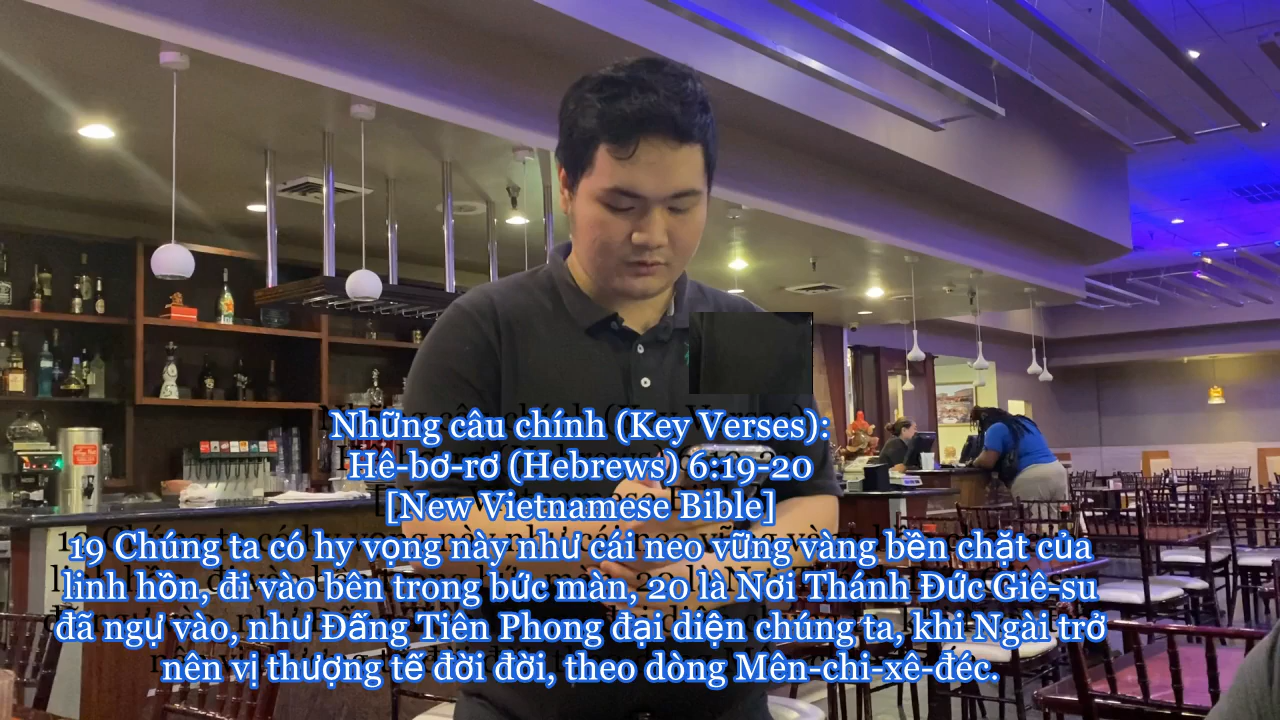 Những câu chính (Key Verses):
Hê-bơ-rơ (Hebrews) 6:19-20
[New Vietnamese Bible]
19 Chúng ta có hy vọng này như cái neo vững vàng bền chặt của
linh hồn, đi vào bên trong bức màn, 20 là Nơi Thánh Đức Giê-su
đã ngự vào, như Đấng Tiên Phong đại diện chúng ta, khi Ngài trở
nên vị thượng tế đời đời, theo dòng Mên-chi-xê-đéc.